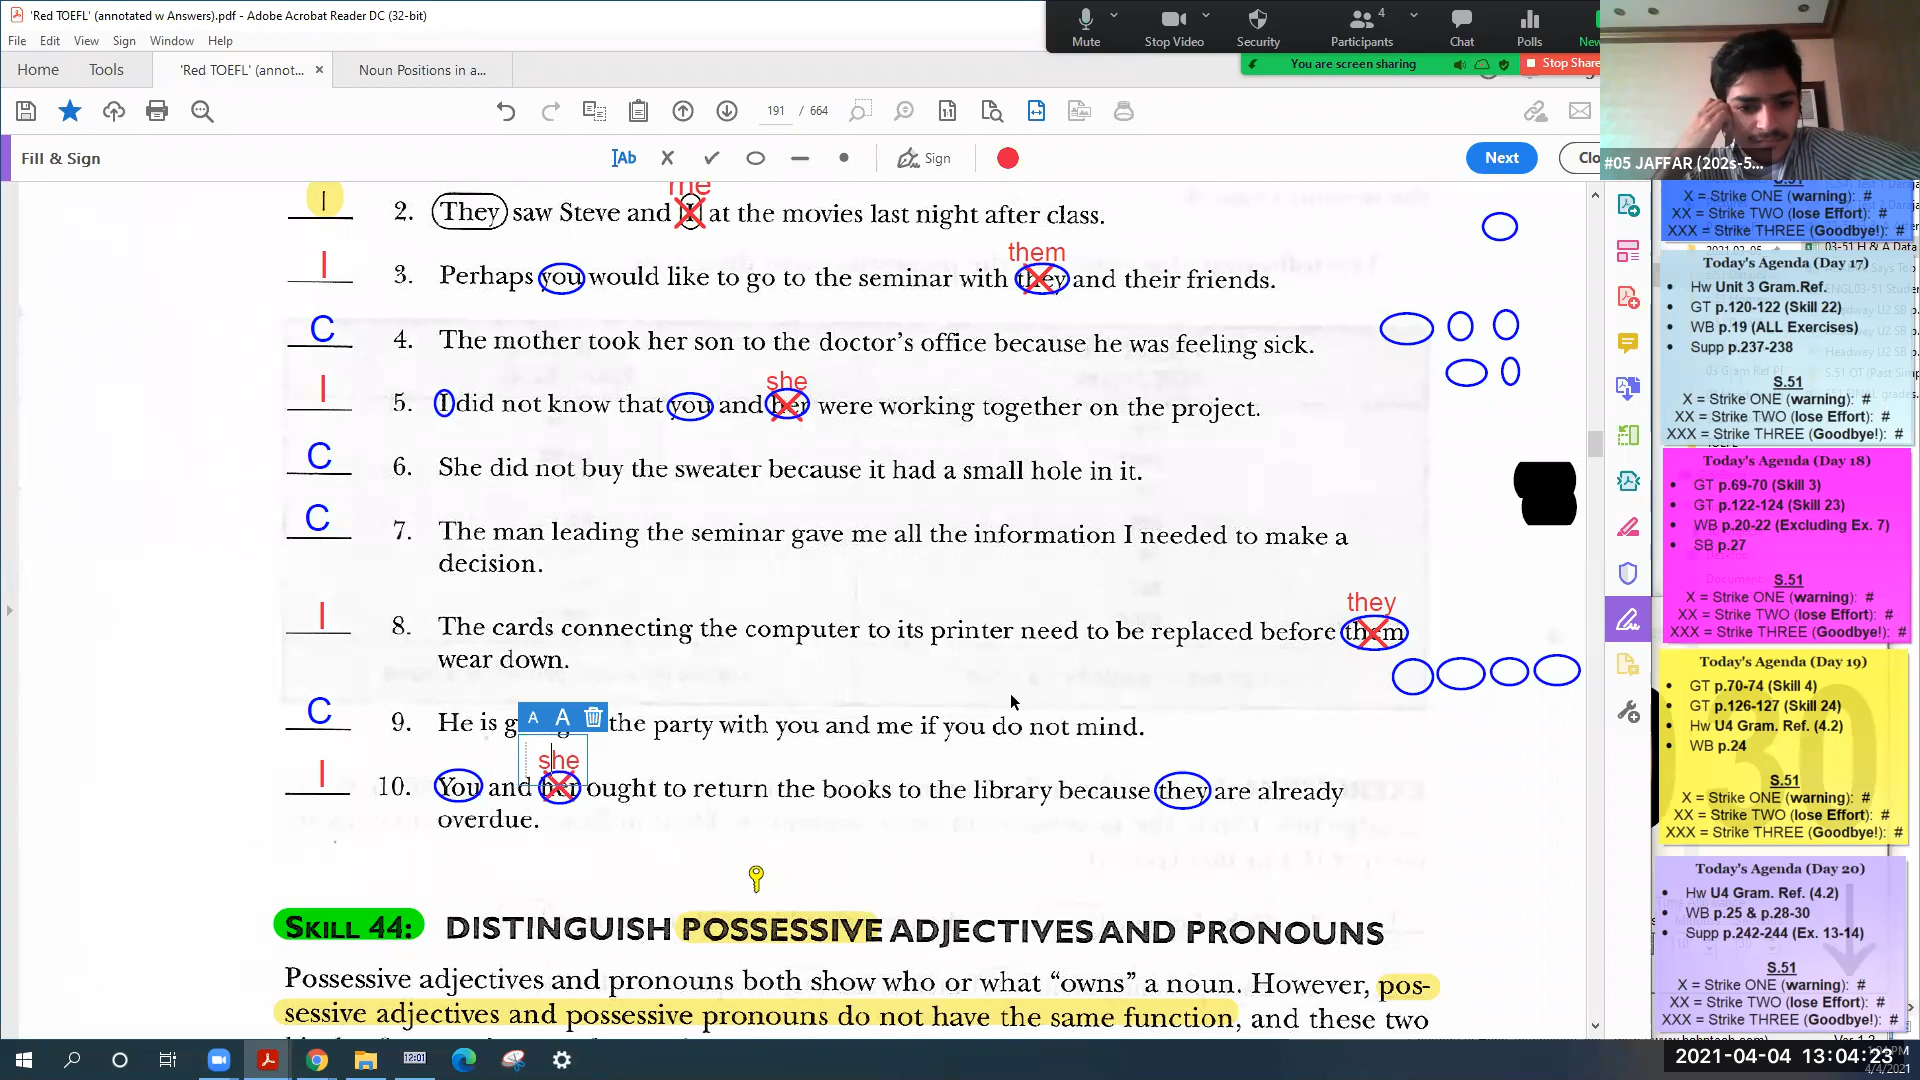 'Red TOEFL' (annotated w Answers).pdf - Adobe Acrobat Reader DC (32-bit)
File Edit View Sign Window Help
Home Tools 'Red TOEFL' (annot... × Noun Positions in a...
Mute Stop Video Security Participants 4 Chat Polls New
You are screen sharing Stop Share
191 / 664
Fill & Sign
Ab Sign Next Clo
#05 JAFFAR (202s-5...
me
I 2. They saw Steve and I at the movies last night after class.
them
I 3. Perhaps you would like to go to the seminar with they and their friends.
C 4. The mother took her son to the doctor's office because he was feeling sick.
she
I 5. I did not know that you and her were working together on the project.
C 6. She did not buy the sweater because it had a small hole in it.
C 7. The man leading the seminar gave me all the information I needed to make a
decision.
they
I 8. The cards connecting the computer to its printer need to be replaced before them
wear down.
C 9. He is g the party with you and me if you do not mind.
A A
she
I 10. You and her ought to return the books to the library because they are already
overdue.
SKILL 44: DISTINGUISH POSSESSIVE ADJECTIVES AND PRONOUNS
Possessive adjectives and pronouns both show who or what “owns” a noun. However, pos-
sessive adjectives and possessive pronouns do not have the same function, and these two
X = Strike ONE (warning): #
XX = Strike TWO (lose Effort): #
XXX = Strike THREE (Goodbye!): #
Today's Agenda (Day 17)
• Hw Unit 3 Gram.Ref.
• GT p.120-122 (Skill 22)
• WB p.19 (ALL Exercises)
• Supp p.237-238
S.51
X = Strike ONE (warning): #
XX = Strike TWO (lose Effort): #
XXX = Strike THREE (Goodbye!): #
Today's Agenda (Day 18)
• GT p.69-70 (Skill 3)
• GT p.122-124 (Skill 23)
• WB p.20-22 (Excluding Ex. 7)
• SB p.27
S.51
X = Strike ONE (warning): #
XX = Strike TWO (lose Effort): #
XXX = Strike THREE (Goodbye!): #
Today's Agenda (Day 19)
• GT p.70-74 (Skill 4)
• GT p.126-127 (Skill 24)
• Hw U4 Gram. Ref. (4.2)
• WB p.24
S.51
X = Strike ONE (warning): #
XX = Strike TWO (lose Effort): #
XXX = Strike THREE (Goodbye!): #
Today's Agenda (Day 20)
• Hw U4 Gram. Ref. (4.2)
• WB p.25 & p.28-30
• Supp p.242-244 (Ex. 13-14)
S.51
X = Strike ONE (warning): #
XX = Strike TWO (lose Effort): #
XXX = Strike THREE (Goodbye!): #
12:01
2021-04-04 13:04:23
4/4/2021